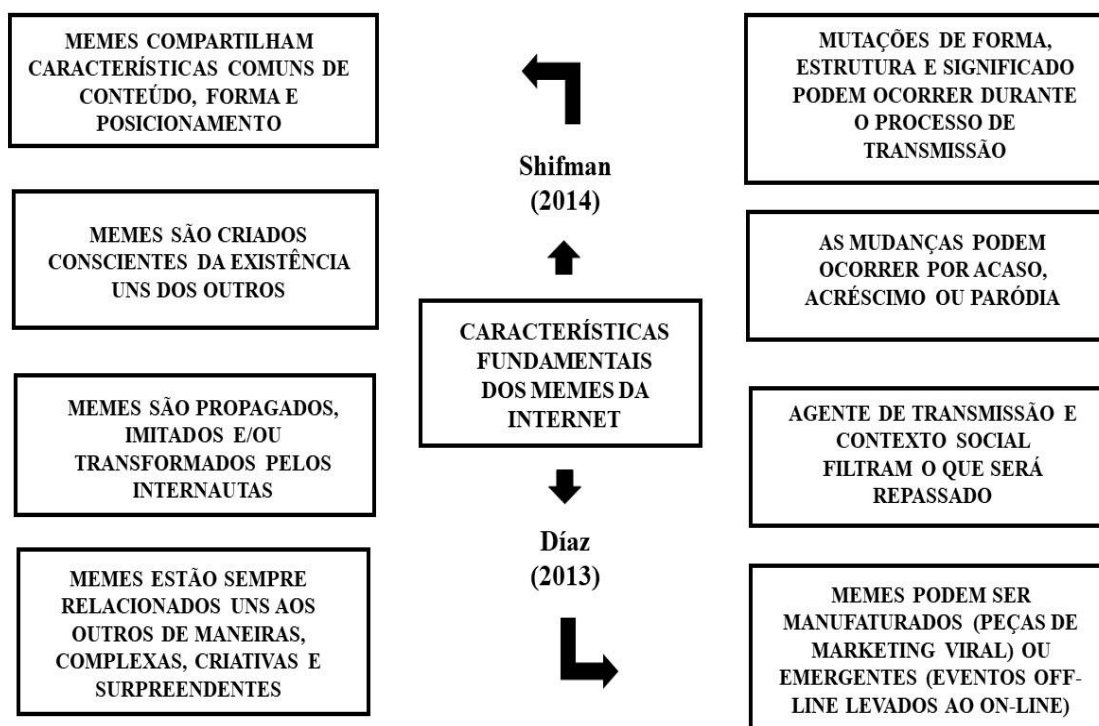 MEMES COMPARTILHAM
CARACTERÍSTICAS COMUNS DE
CONTEÚDO, FORMA E
POSICIONAMENTO
MEMES SÃO CRIADOS
CONSCIENTES DA EXISTÊNCIA
UNS DOS OUTROS
MEMES SÃO PROPAGADOS,
IMITADOS E/OU
TRANSFORMADOS PELOS
INTERNAUTAS
MEMES ESTÃO SEMPRE
RELACIONADOS UNS AOS
OUTROS DE MANEIRAS,
COMPLEXAS, CRIATIVAS E
SURPREENDENTES
Shifman
(2014)
CARACTERÍSTICAS
FUNDAMENTAIS
DOS MEMES DA
INTERNET
Díaz
(2013)
MUTAÇÕES DE FORMA,
ESTRUTURA E SIGNIFICADO
PODEM OCORRER DURANTE
O PROCESSO DE
TRANSMISSÃO
AS MUDANÇAS PODEM
OCORRER POR ACASO,
ACRÉSCIMO OU PARÓDIA
AGENTE DE TRANSMISSÃO E
CONTEXTO SOCIAL
FILTRAM O QUE SERÁ
REPASSADO
MEMES PODEM SER
MANUFATURADOS (PEÇAS DE
MARKETING VIRAL) OU
EMERGENTES (EVENTOS OFF-
LINE LEVADOS AO ON-LINE)